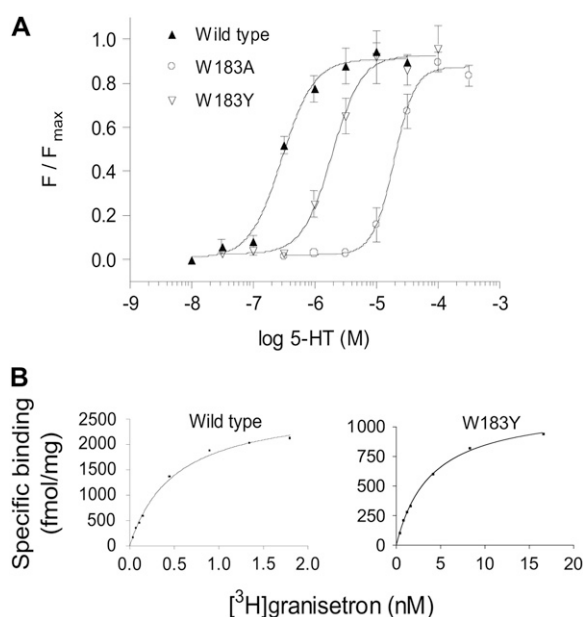 A
Wild type
W183A
W183Y
F / F max
1.0
0.8
0.6
0.4
0.2
0.0
-9 -8 -7 -6 -5 -4 -3
log 5-HT (M)
B
Specific binding
(fmol/mg)
Wild type
2500
2000
1500
1000
500
0
0.0 0.5 1.0 1.5 2.0
W183Y
1000
750
500
250
0
0 5 10 15 20
[³H]granisetron (nM)